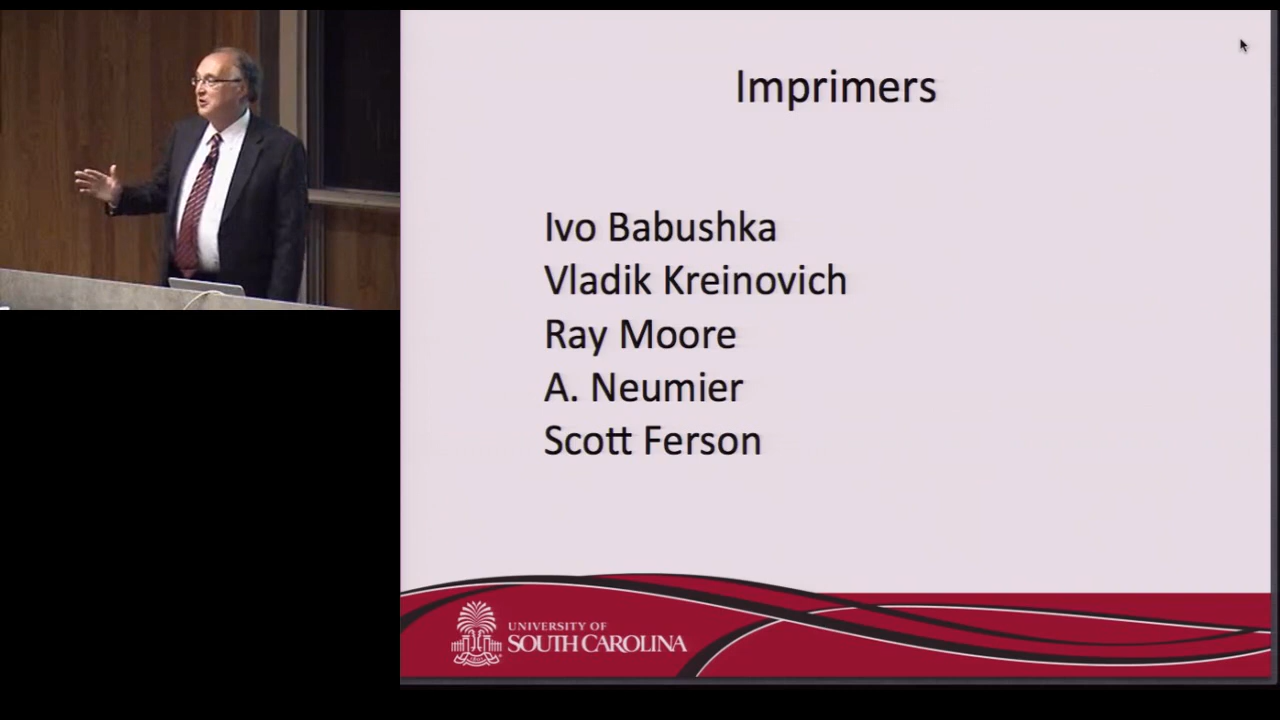 Imprimers
Ivo Babushka
Vladik Kreinovich
Ray Moore
A. Neumier
Scott Ferson
UNIVERSITY OF
SOUTH CAROLINA